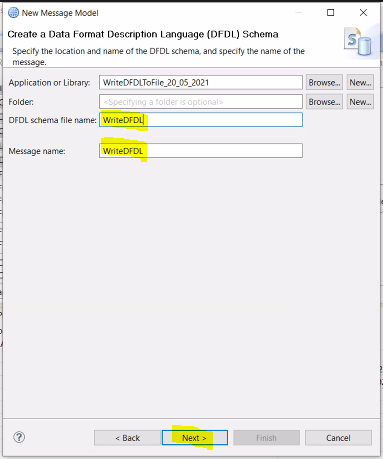 New Message Model
Create a Data Format Description Language (DFDL) Schema
Specify the location and name of the DFDL schema, and specify the name of the
message.
Application or Library: WriteDFDLToFile_20_05_2021 Browse... New...
Folder: <Specifying a folder is optional> Browse... New...
DFDL schema file name: WriteDFDL
Message name: WriteDFDL
< Back Next > Finish Cancel